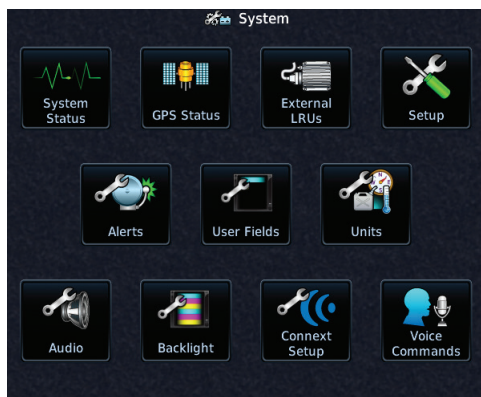 System
System
Status
GPS Status
External
LRUs
Setup
Alerts
User Fields
Units
Audio
Backlight
Connext
Setup
Voice
Commands